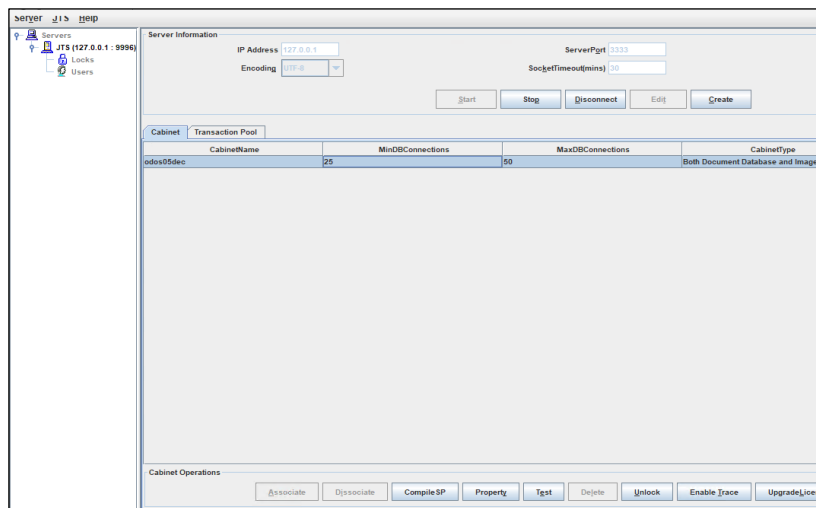 Server JTS Help
Servers
JTS (127.0.0.1 : 9996)
Locks
Users
Server Information
IP Address 127.0.0.1 ServerPort 3333
Encoding UTF-8 SocketTimeout(mins) 30
Start Stop Disconnect Edit Create
Cabinet Transaction Pool
CabinetName MinDBConnections MaxDBConnections CabinetType
odos05dec 25 50 Both Document Database and Image
Cabinet Operations
Associate Dissociate CompileSP Property Test Delete Unlock Enable Trace UpgradeLice